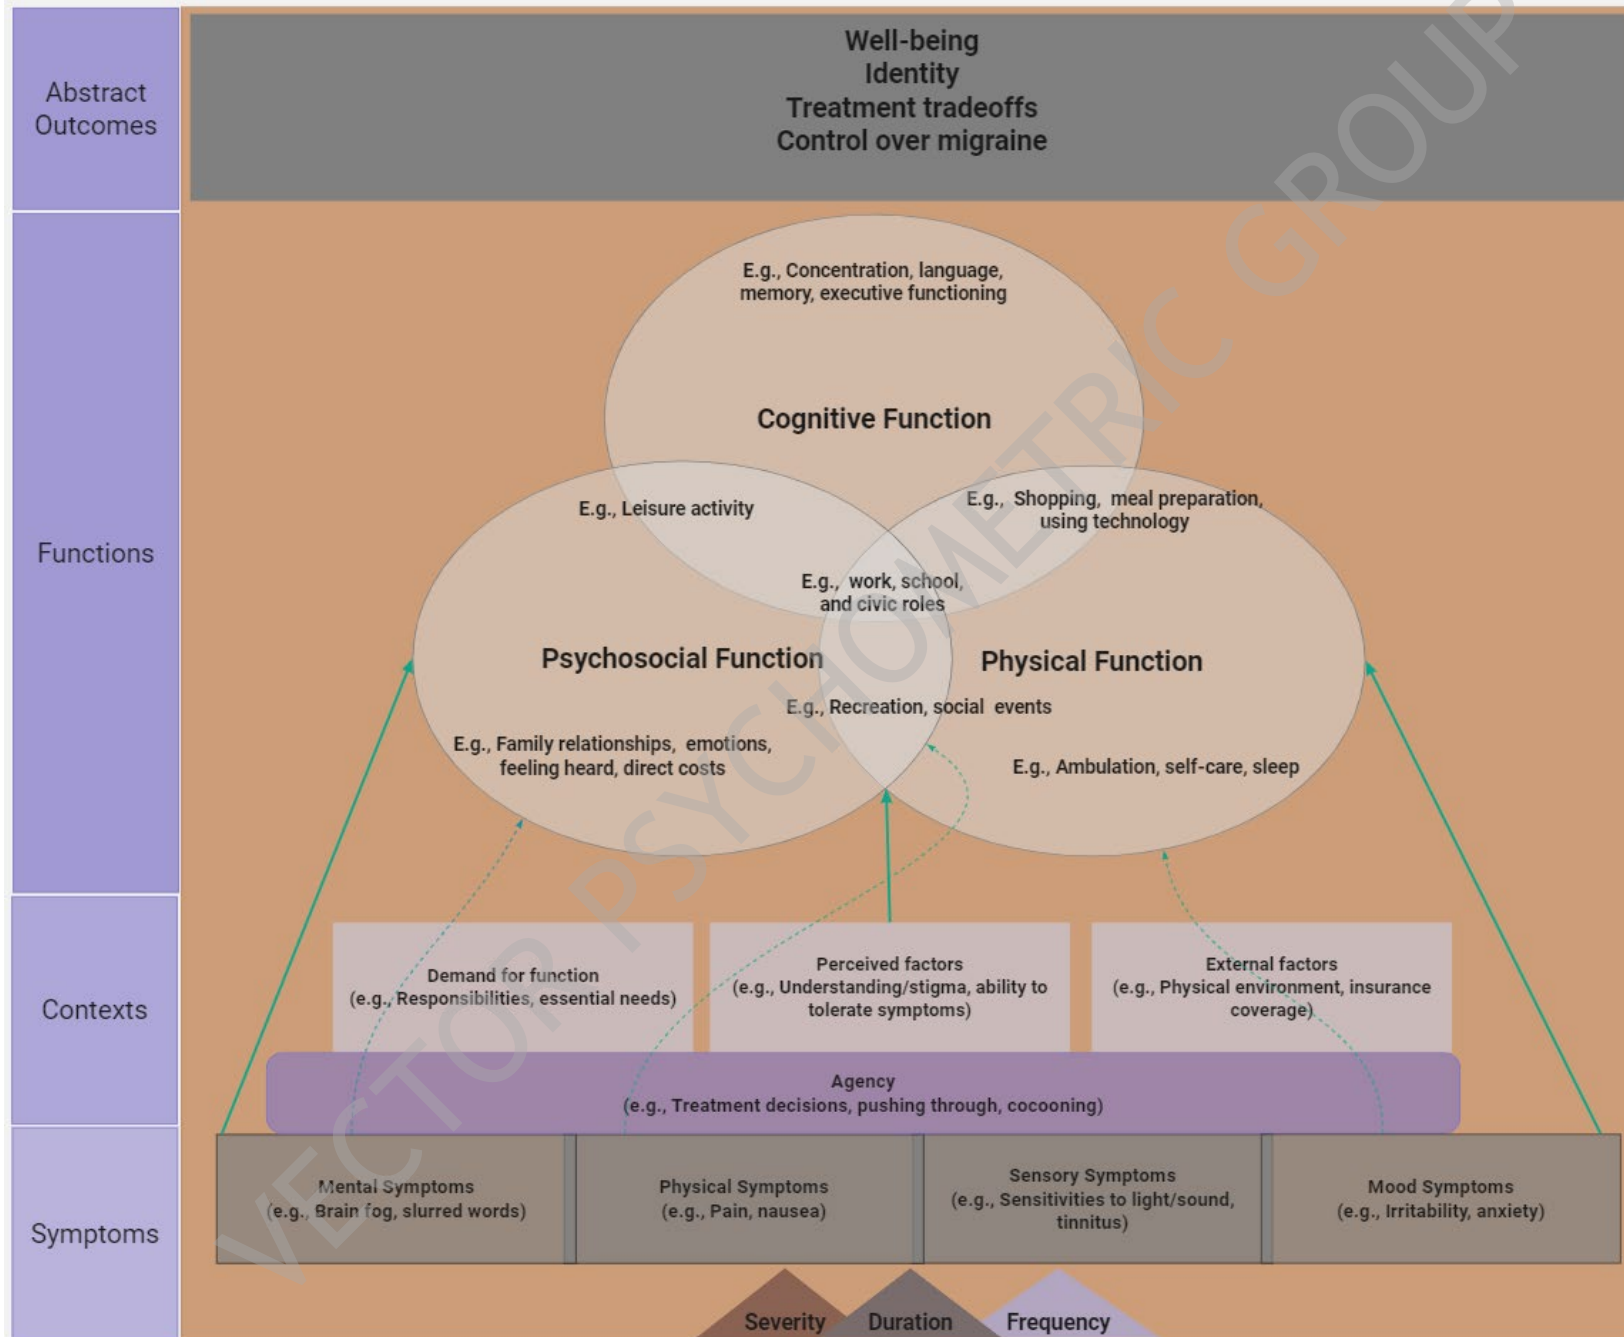 Abstract
Outcomes
Well-being
Identity
Treatment tradeoffs
Control over migraine
Functions
E.g., Concentration, language,
memory, executive functioning
Cognitive Function
E.g., Leisure activity
E.g., Shopping, meal preparation,
using technology
E.g., work, school,
and civic roles
Psychosocial Function
Physical Function
E.g., Recreation, social events
E.g., Family relationships, emotions,
feeling heard, direct costs
E.g., Ambulation, self-care, sleep
Contexts
Demand for function
(e.g., Responsibilities, essential needs)
Perceived factors
(e.g., Understanding/stigma, ability to
tolerate symptoms)
External factors
(e.g., Physical environment, insurance
coverage)
Agency
(e.g., Treatment decisions, pushing through, cocooning)
Symptoms
Mental Symptoms
(e.g., Brain fog, slurred words)
Physical Symptoms
(e.g., Pain, nausea)
Sensory Symptoms
(e.g., Sensitivities to light/sound,
tinnitus)
Mood Symptoms
(e.g., Irritability, anxiety)
Severity
Duration
Frequency
VECTOR PSYCHOMETRIC GROUP